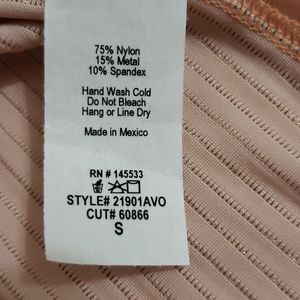 75% Nylon
15% Metal
10% Spandex
Hand Wash Cold
Do Not Bleach
Hang or Line Dry
Made in Mexico
RN # 145533
STYLE# 21901AVO
CUT# 60866
S